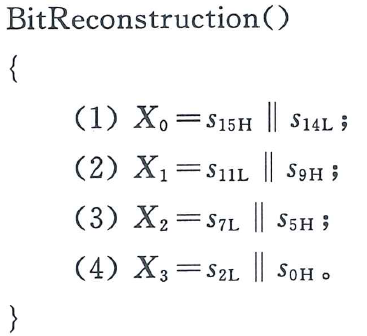 BitReconstruction()
{
(1) X₀＝s₁₅H ‖ s₁₄L；
(2) X₁＝s₁₁L ‖ s₉H；
(3) X₂＝s₇L ‖ s₅H；
(4) X₃＝s₂L ‖ s₀H。
}